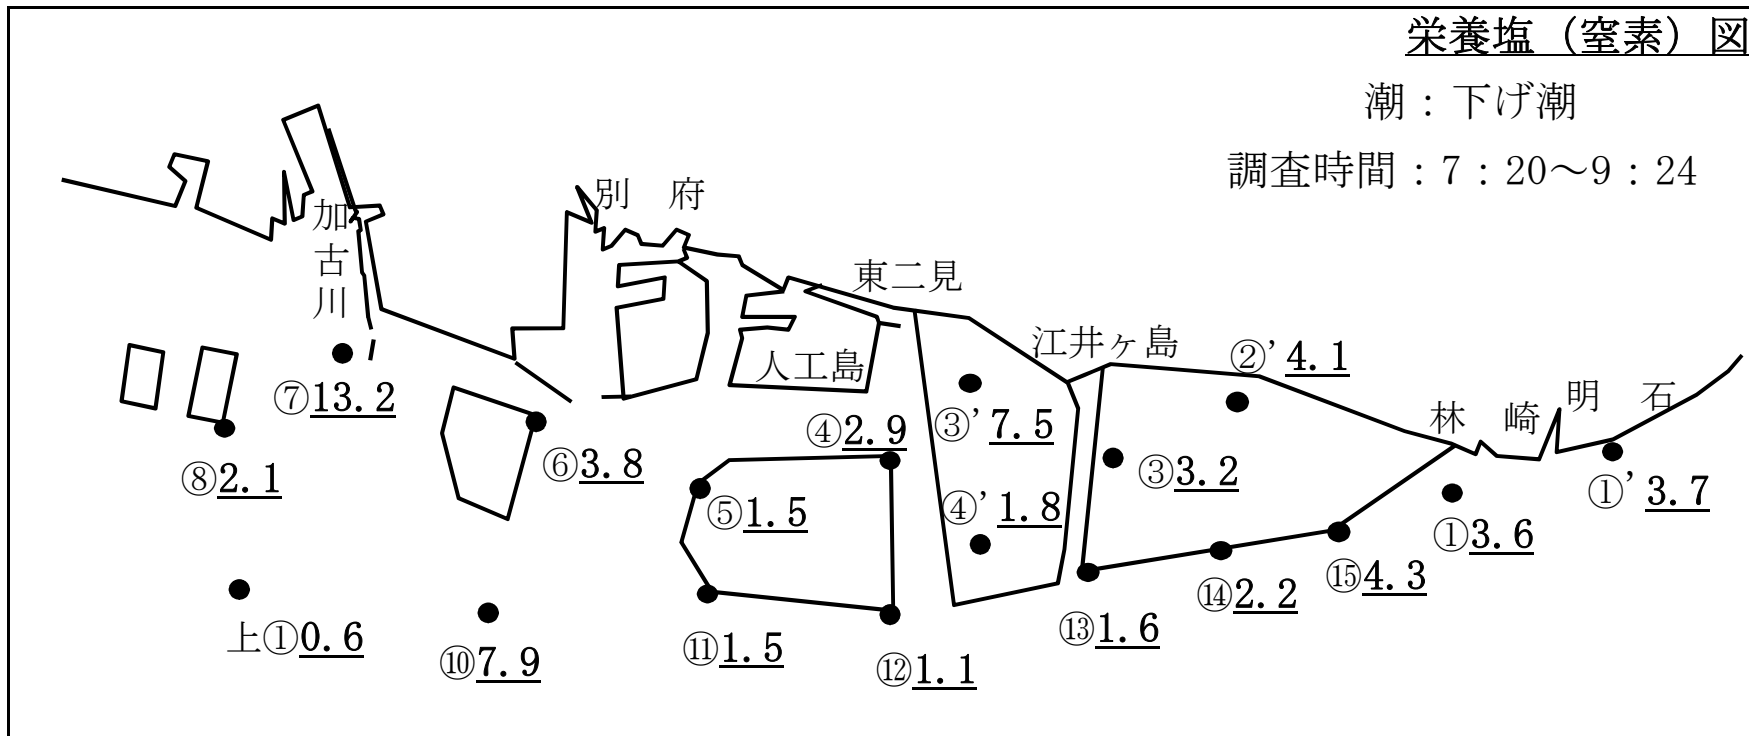 栄養塩（窒素）図
潮：下げ潮
調査時間：7：20～9：24
別　府
加古川
東二見
江井ヶ島
人工島
林　崎
明　石
②’4.1
⑦13.2
④2.9
③’7.5
⑥3.8
⑧2.1
③3.2
①’3.7
⑤1.5
④’1.8
①3.6
⑮4.3
⑭2.2
⑬1.6
上①0.6
⑩7.9
⑪1.5
⑫1.1